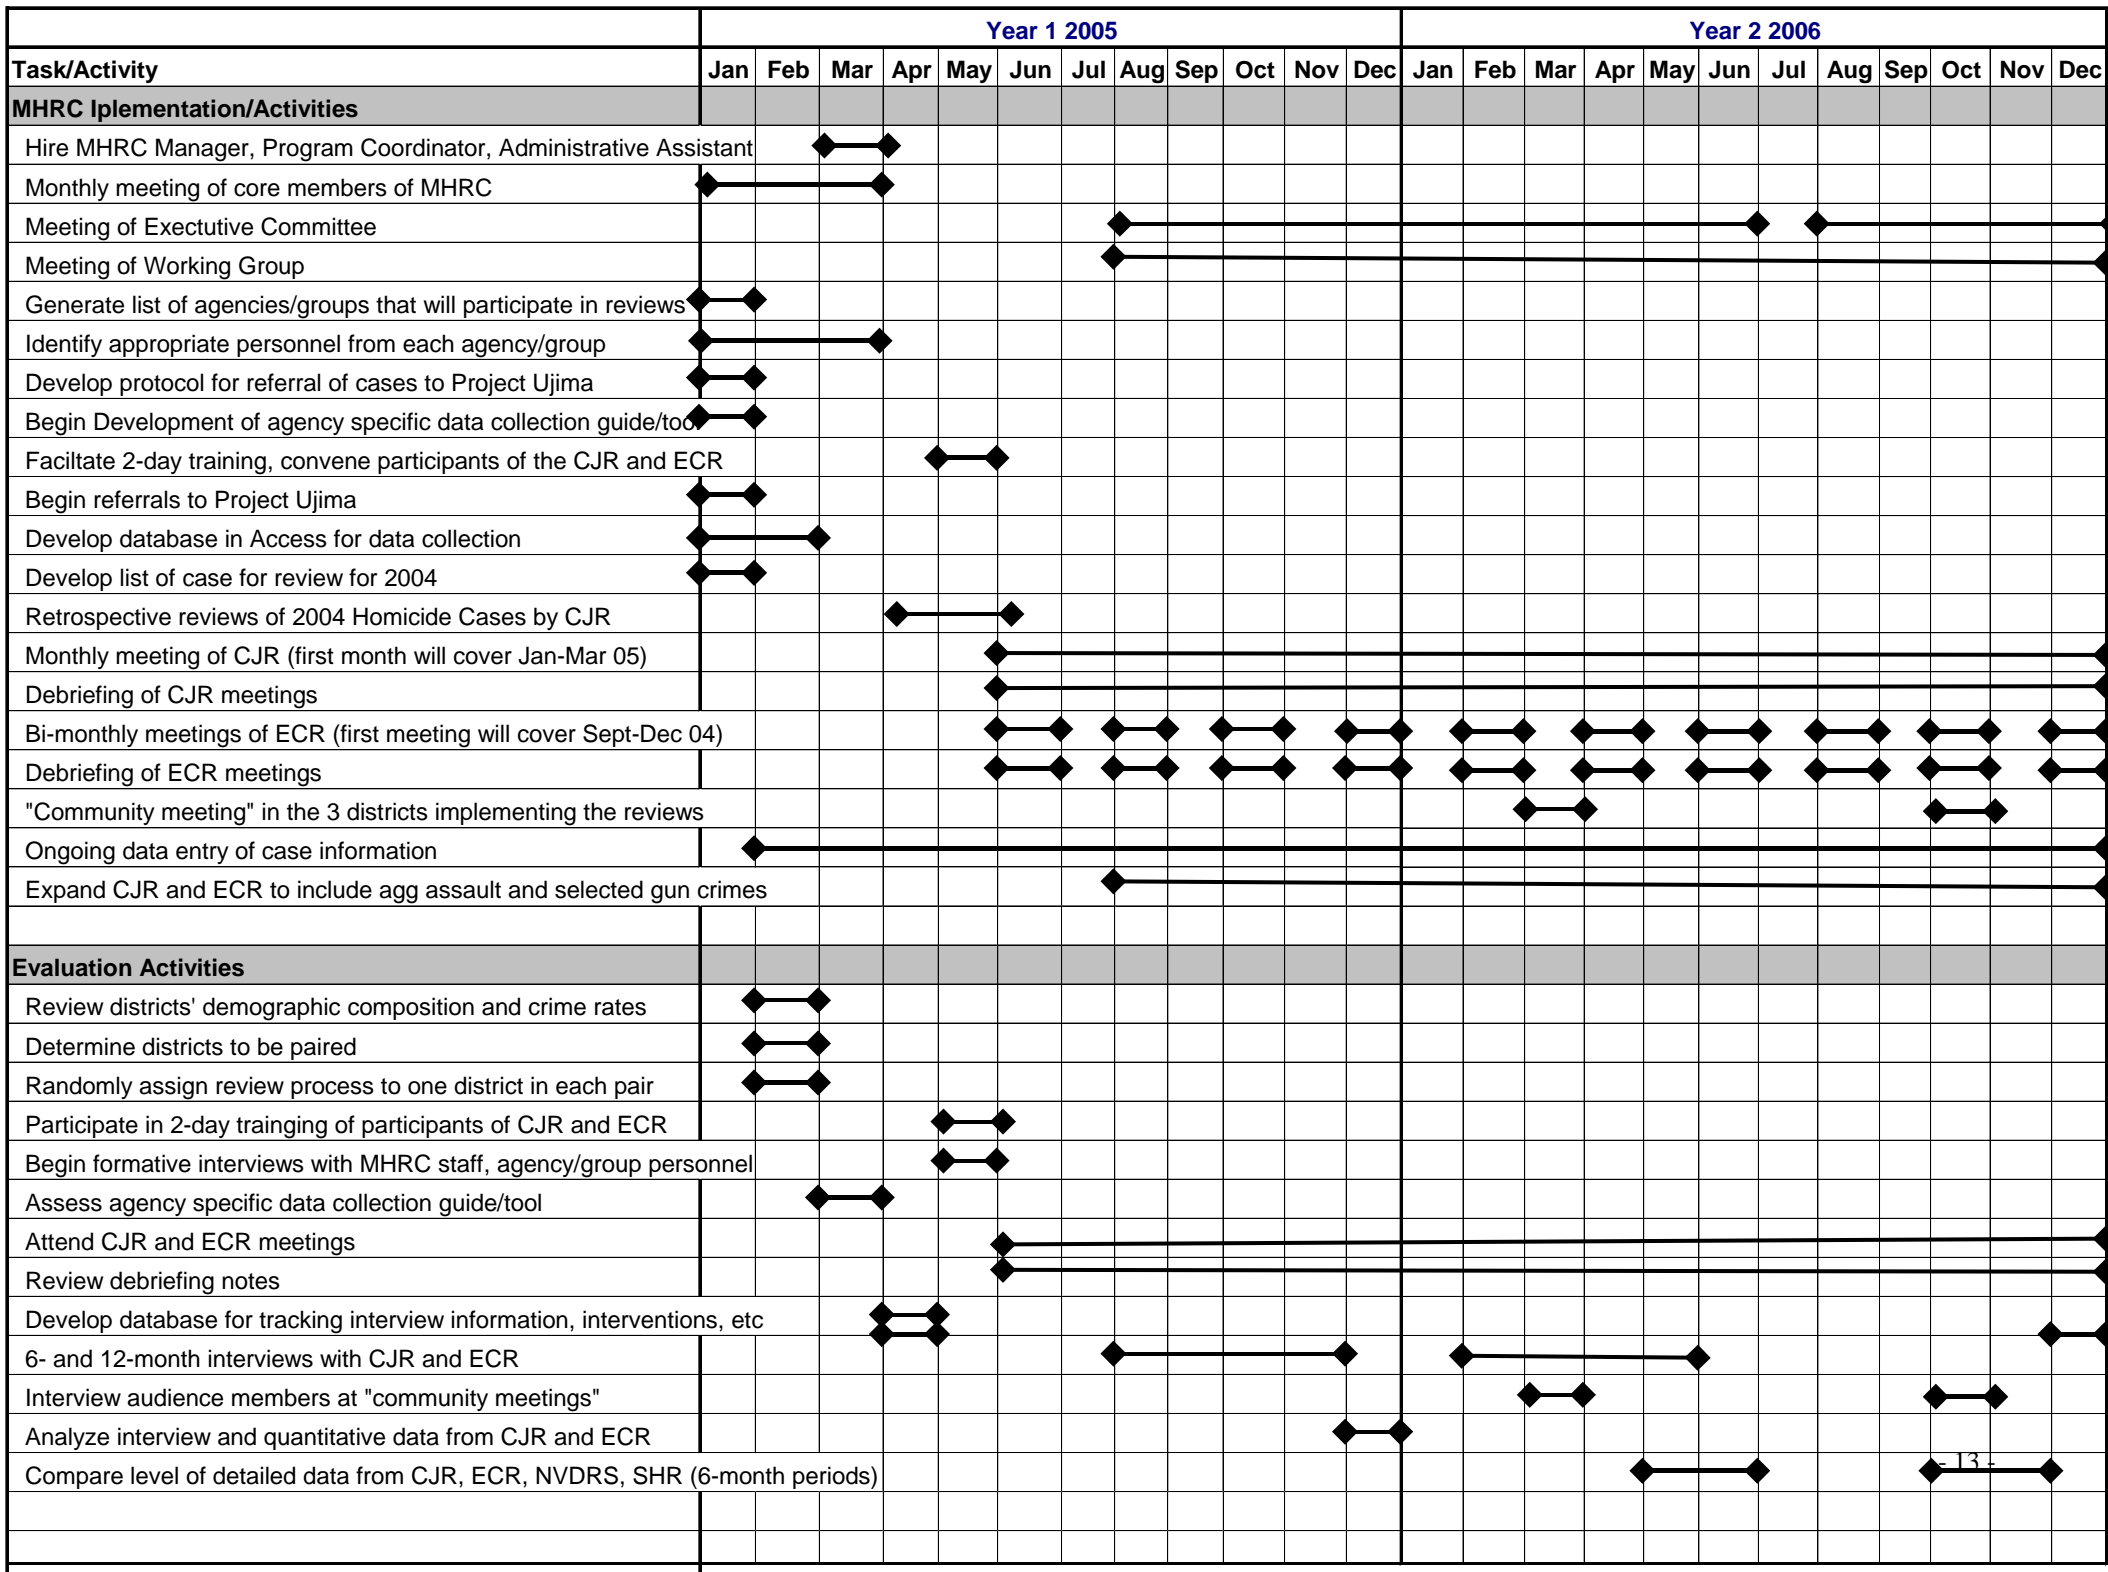 Year 1 2005 Year 2 2006
Task/Activity Jan Feb Mar Apr May Jun Jul Aug Sep Oct Nov Dec Jan Feb Mar Apr May Jun Jul Aug Sep Oct Nov Dec
MHRC Iplementation/Activities
Hire MHRC Manager, Program Coordinator, Administrative Assistant
Monthly meeting of core members of MHRC
Meeting of Exectutive Committee
Meeting of Working Group
Generate list of agencies/groups that will participate in reviews
Identify appropriate personnel from each agency/group
Develop protocol for referral of cases to Project Ujima
Begin Development of agency specific data collection guide/tool
Faciltate 2-day training, convene participants of the CJR and ECR
Begin referrals to Project Ujima
Develop database in Access for data collection
Develop list of case for review for 2004
Retrospective reviews of 2004 Homicide Cases by CJR
Monthly meeting of CJR (first month will cover Jan-Mar 05)
Debriefing of CJR meetings
Bi-monthly meetings of ECR (first meeting will cover Sept-Dec 04)
Debriefing of ECR meetings
"Community meeting" in the 3 districts implementing the reviews
Ongoing data entry of case information
Expand CJR and ECR to include agg assault and selected gun crimes
Evaluation Activities
Review districts' demographic composition and crime rates
Determine districts to be paired
Randomly assign review process to one district in each pair
Participate in 2-day trainging of participants of CJR and ECR
Begin formative interviews with MHRC staff, agency/group personnel
Assess agency specific data collection guide/tool
Attend CJR and ECR meetings
Review debriefing notes
Develop database for tracking interview information, interventions, etc
6- and 12-month interviews with CJR and ECR
Interview audience members at "community meetings"
Analyze interview and quantitative data from CJR and ECR
Compare level of detailed data from CJR, ECR, NVDRS, SHR (6-month periods)
- 13 -